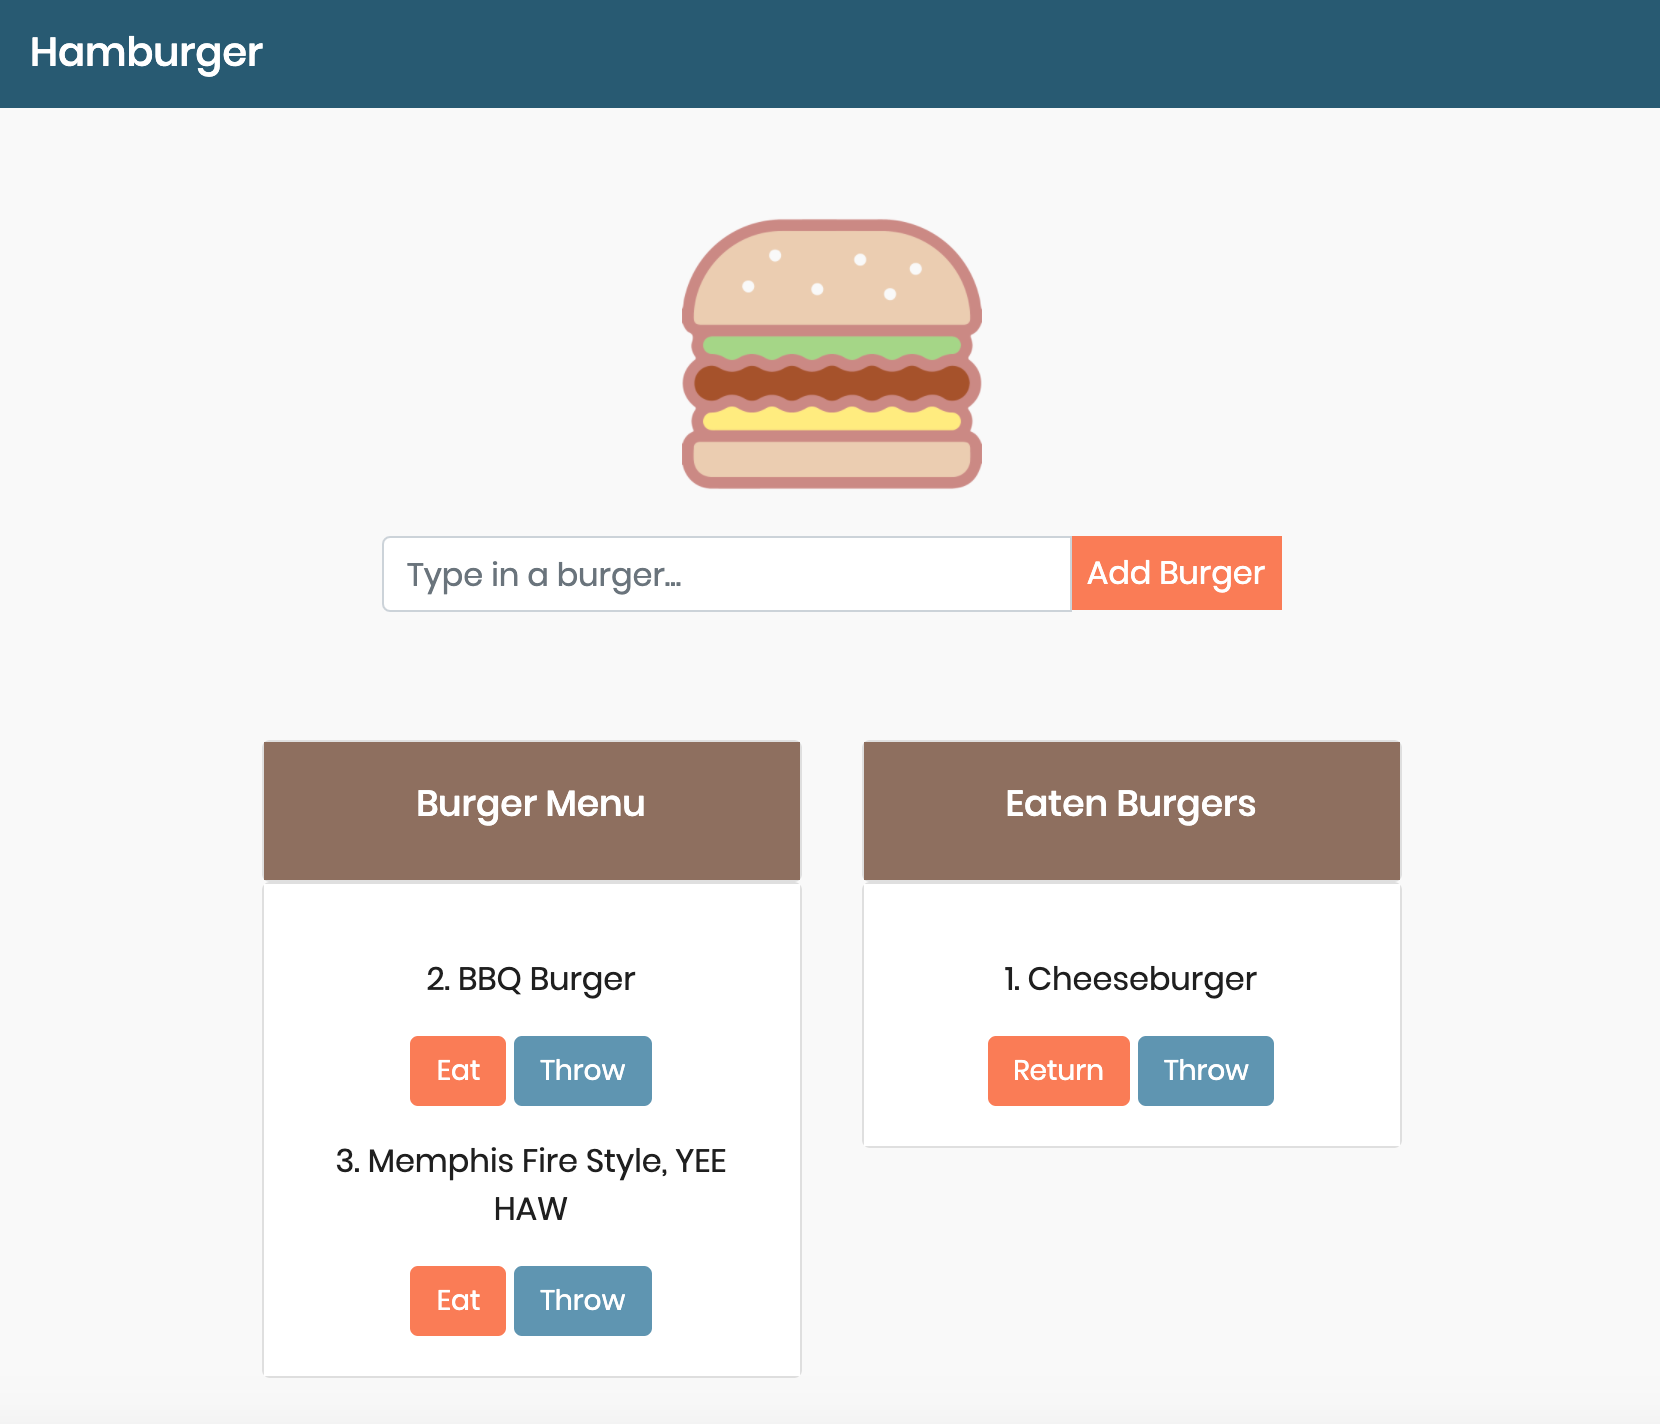 Hamburger
Type in a burger...
Add Burger
Burger Menu
2. BBQ Burger
Eat Throw
3. Memphis Fire Style, YEE
HAW
Eat Throw
Eaten Burgers
1. Cheeseburger
Return Throw